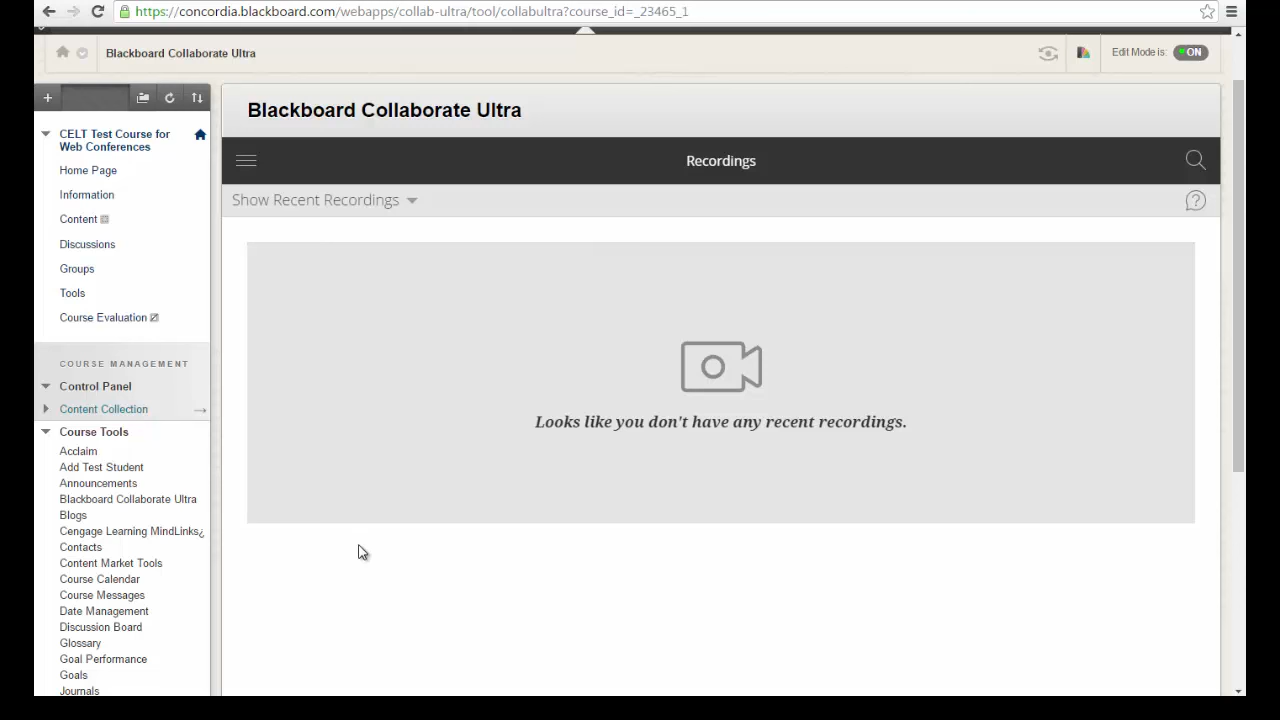 https://concordia.blackboard.com/webapps/collab-ultra/tool/collabultra?course_id=_23465_1
Blackboard Collaborate Ultra
Edit Mode is:
ON
CELT Test Course for
Web Conferences
Home Page
Information
Content
Discussions
Groups
Tools
Course Evaluation
COURSE MANAGEMENT
Control Panel
Content Collection
Course Tools
Acclaim
Add Test Student
Announcements
Blackboard Collaborate Ultra
Blogs
Cengage Learning MindLinks¿
Contacts
Content Market Tools
Course Calendar
Course Messages
Date Management
Discussion Board
Glossary
Goal Performance
Goals
Journals
Blackboard Collaborate Ultra
Recordings
Show Recent Recordings
Looks like you don't have any recent recordings.